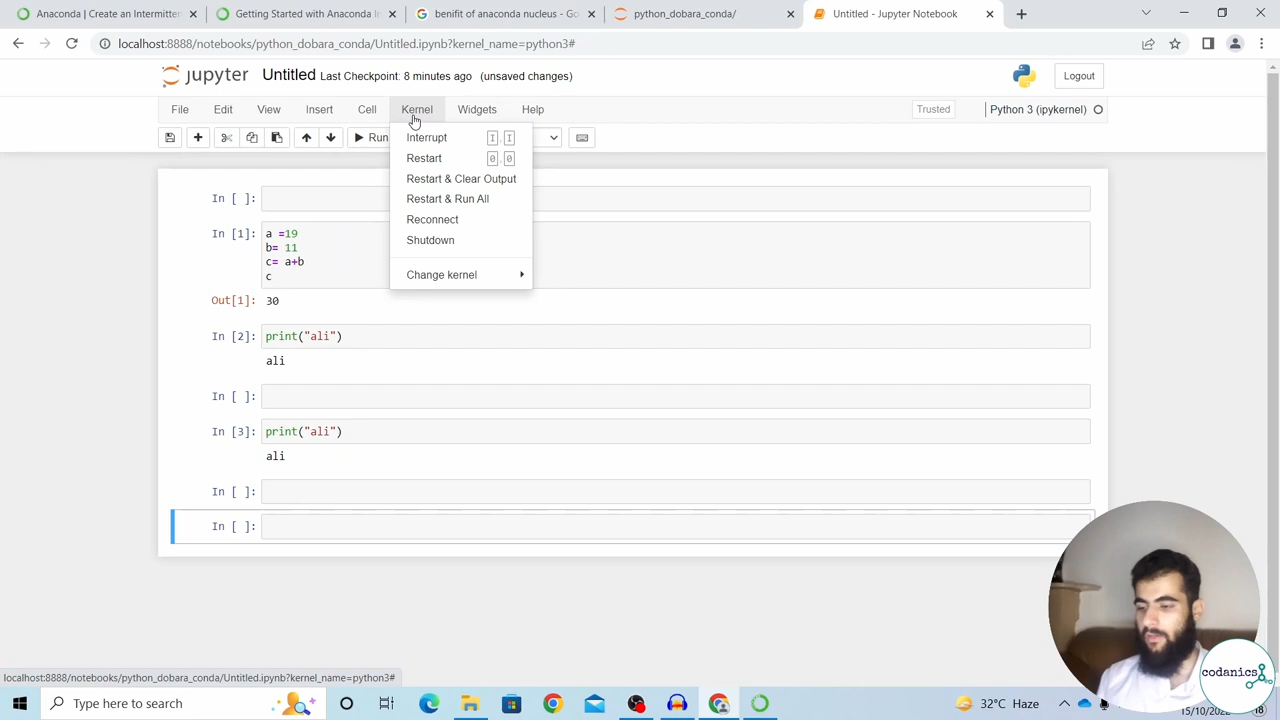 Anaconda | Create an Intermitten
Getting Started with Anaconda I
benifit of anaconda nuclear - Go
python_dobara_conda/
Untitled - Jupyter Notebook
localhost:8888/notebooks/python_dobara_conda/Untitled.ipynb?kernel_name=python3#
jupyter Untitled Last Checkpoint: 8 minutes ago (unsaved changes)
Logout
File Edit View Insert Cell Kernel Widgets Help
Trusted
Python 3 (ipykernel)
Run
Interrupt I,I
Restart 0,0
Restart & Clear Output
Restart & Run All
Reconnect
Shutdown
Change kernel
In [ ]:
In [1]: a =19
b= 11
c= a+b
c
Out[1]: 30
In [2]: print("ali")
ali
In [ ]:
In [3]: print("ali")
ali
In [ ]:
In [ ]:
codanics
localhost:8888/notebooks/python_dobara_conda/Untitled.ipynb?kernel_name=python3#
Type here to search
32°C Haze